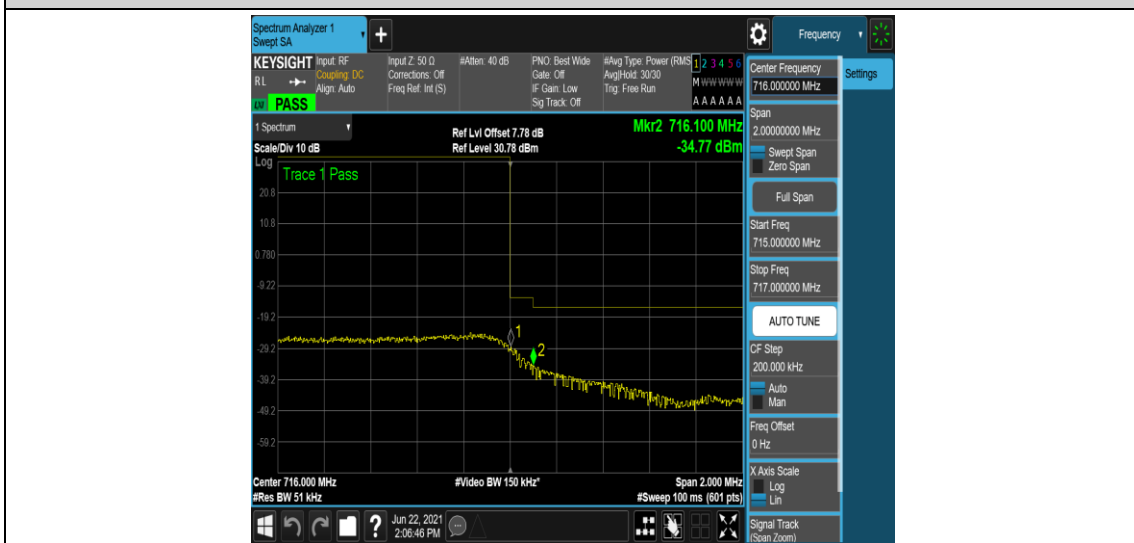 Spectrum Analyzer 1
Swept SA
+
Frequency
KEYSIGHT
RL
LXI
PASS
Input: RF
Coupling: DC
Align: Auto
Input Z: 50 Ω
Corrections: Off
Freq Ref: Int (S)
#Atten: 40 dB
PNO: Best Wide
Gate: Off
IF Gain: Low
Sig Track: Off
#Avg Type: Power (RMS
Avg|Hold: 30/30
Trig: Free Run
1 2 3 4 5 6
M W W W W W
A A A A A A
1 Spectrum
Scale/Div 10 dB
Ref Lvl Offset 7.78 dB
Ref Level 30.78 dBm
Mkr2 716.100 MHz
-34.77 dBm
Log
Trace 1 Pass
20.8
10.8
0.780
-9.22
-19.2
-29.2
-39.2
-49.2
-59.2
1
2
Center 716.000 MHz
#Video BW 150 kHz*
Span 2.000 MHz
#Res BW 51 kHz
#Sweep 100 ms (601 pts)
?
Jun 22, 2021
2:06:46 PM
Center Frequency
716.000000 MHz
Settings
Span
2.00000000 MHz
Swept Span
Zero Span
Full Span
Start Freq
715.000000 MHz
Stop Freq
717.000000 MHz
AUTO TUNE
CF Step
200.000 kHz
Auto
Man
Freq Offset
0 Hz
X Axis Scale
Log
Lin
Signal Track
(Span Zoom)